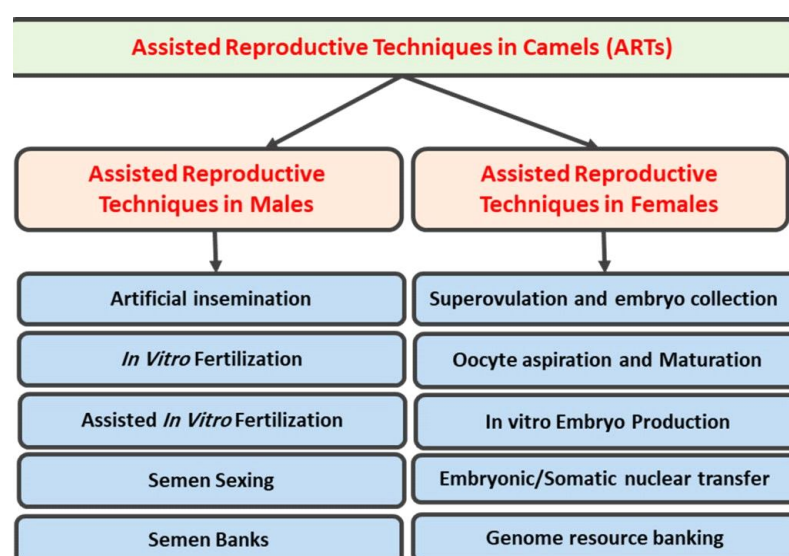 Assisted Reproductive Techniques in Camels (ARTs)
Assisted Reproductive
Techniques in Males
Assisted Reproductive
Techniques in Females
Artificial insemination
In Vitro Fertilization
Assisted In Vitro Fertilization
Semen Sexing
Semen Banks
Superovulation and embryo collection
Oocyte aspiration and Maturation
In vitro Embryo Production
Embryonic/Somatic nuclear transfer
Genome resource banking